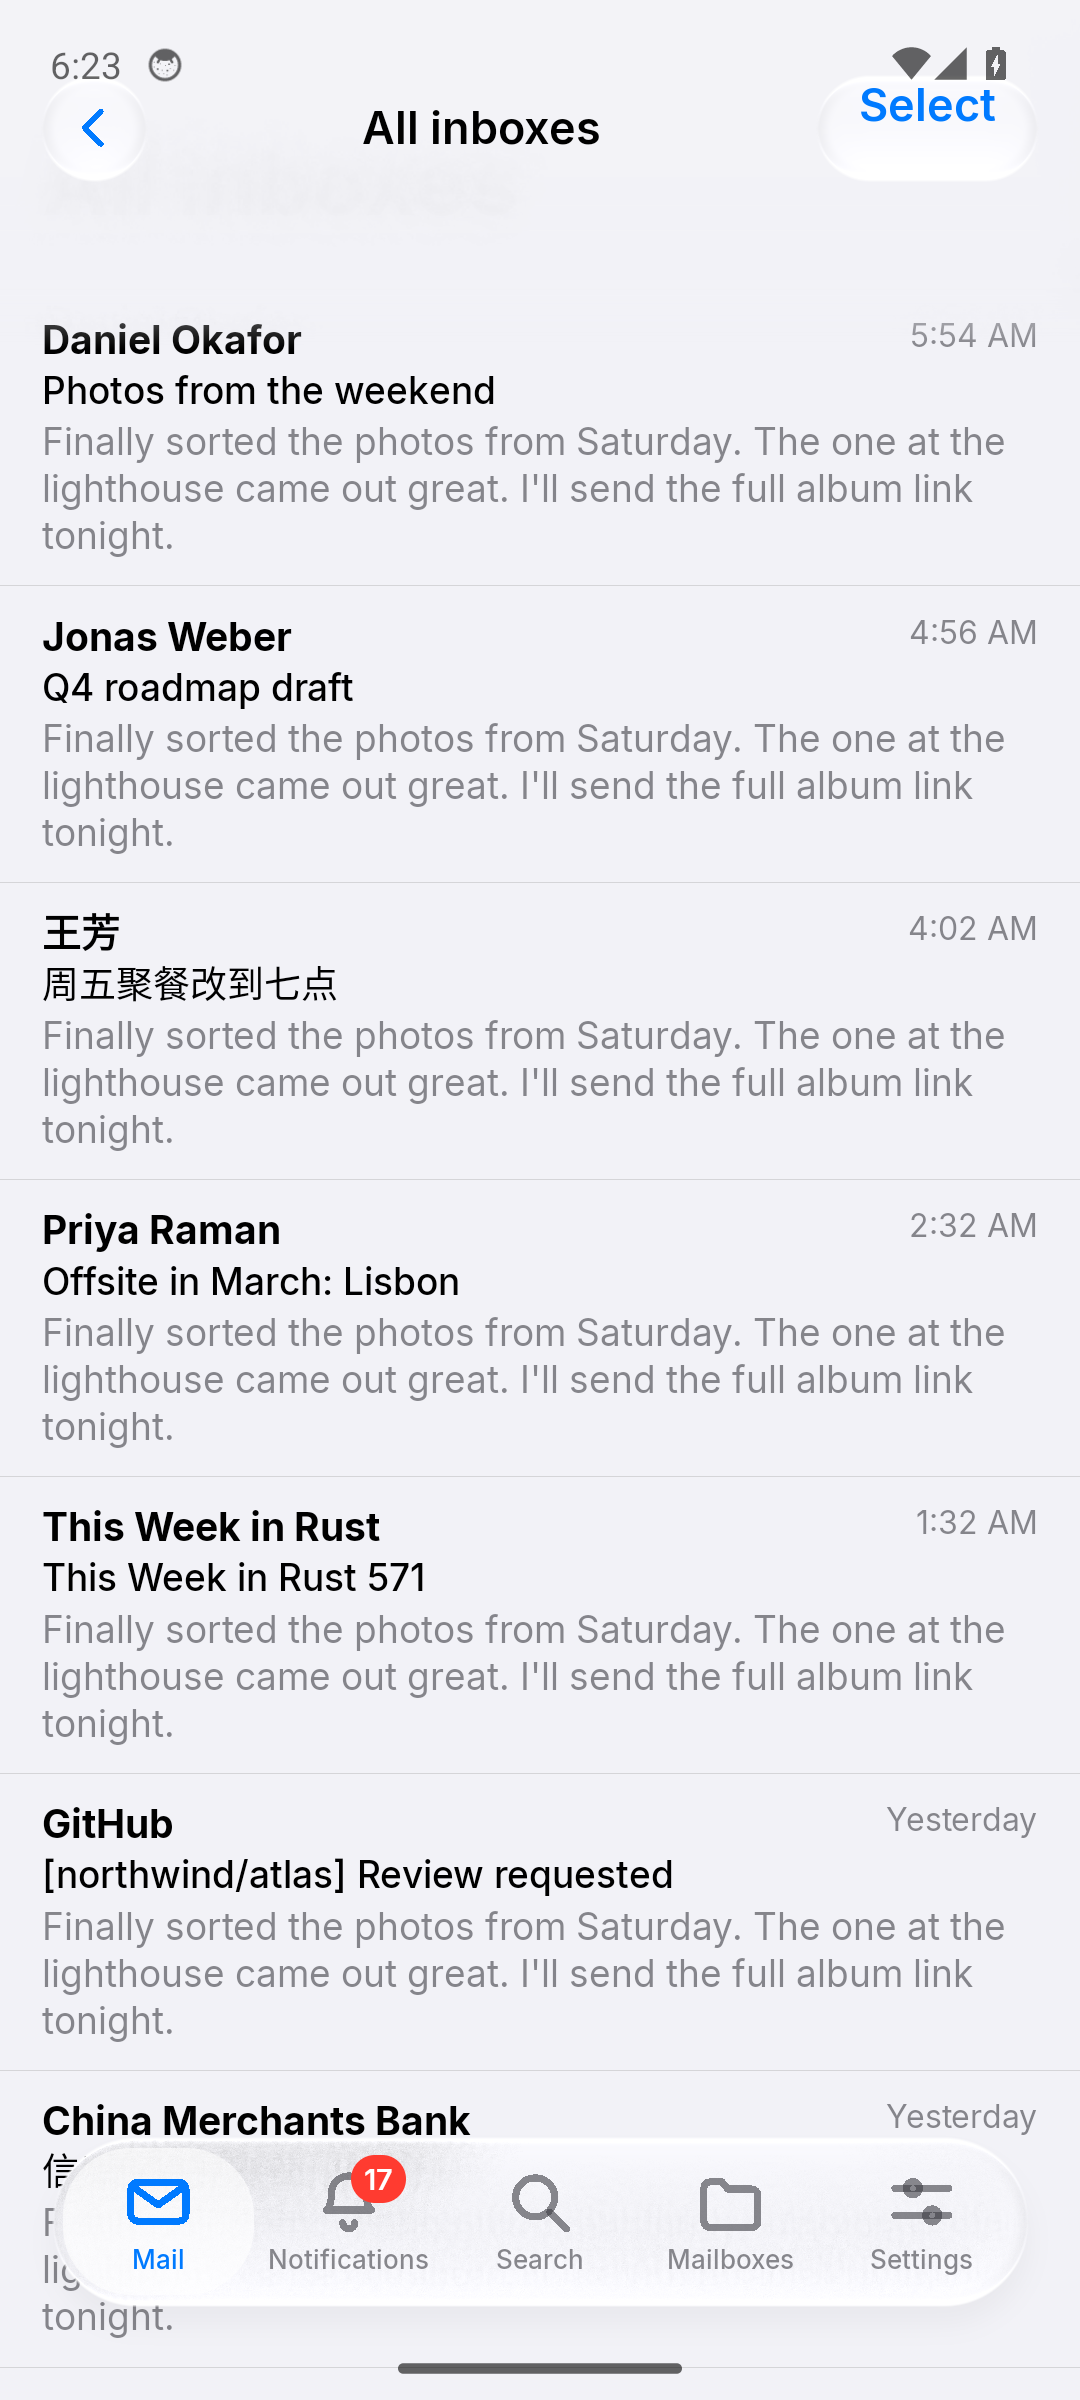 6:23
All inboxes
Select
Daniel Okafor
5:54 AM
Photos from the weekend
Finally sorted the photos from Saturday. The one at the
lighthouse came out great. I'll send the full album link
tonight.
Jonas Weber
4:56 AM
Q4 roadmap draft
Finally sorted the photos from Saturday. The one at the
lighthouse came out great. I'll send the full album link
tonight.
王芳
4:02 AM
周五聚餐改到七点
Finally sorted the photos from Saturday. The one at the
lighthouse came out great. I'll send the full album link
tonight.
Priya Raman
2:32 AM
Offsite in March: Lisbon
Finally sorted the photos from Saturday. The one at the
lighthouse came out great. I'll send the full album link
tonight.
This Week in Rust
1:32 AM
This Week in Rust 571
Finally sorted the photos from Saturday. The one at the
lighthouse came out great. I'll send the full album link
tonight.
GitHub
Yesterday
[northwind/atlas] Review requested
Finally sorted the photos from Saturday. The one at the
lighthouse came out great. I'll send the full album link
tonight.
China Merchants Bank
Yesterday
信
17
Mail
Notifications
Search
Mailboxes
Settings
tonight.